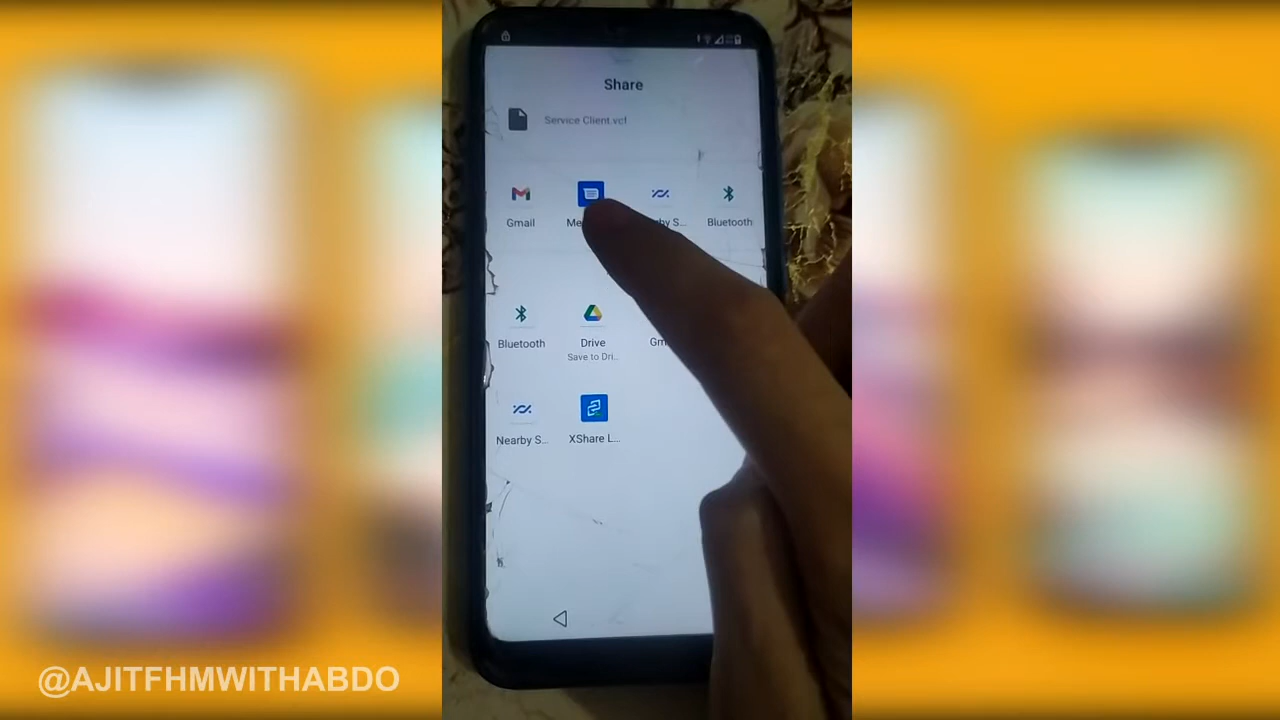 Share
Service Client.vcf
Gmail
Bluetooth
Bluetooth
Drive
Save to Dri...
Nearby S...
XShare L...
@AJITFHMWITHABDO